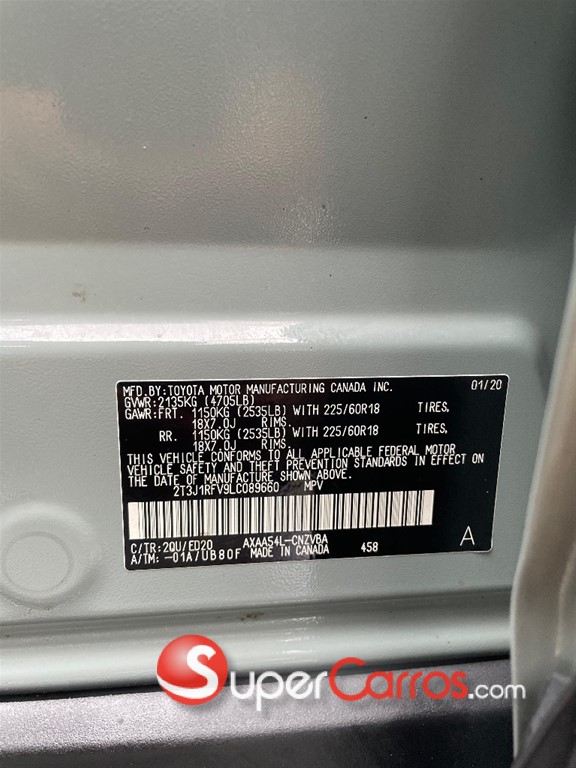 MFD.BY:TOYOTA MOTOR MANUFACTURING CANADA INC. 01/20
GVWR:2135KG (4705LB)
GAWR:FRT. 1150KG (2535LB) WITH 225/60R18 TIRES,
18X7.0J RIMS.
RR. 1150KG (2535LB) WITH 225/60R18 TIRES,
18X7.0J RIMS.
THIS VEHICLE CONFORMS TO ALL APPLICABLE FEDERAL MOTOR
VEHICLE SAFETY AND THEFT PREVENTION STANDARDS IN EFFECT ON
THE DATE OF MANUFACTURE SHOWN ABOVE.
2T3J1RFV9LC089660 MPV
C/TR:2QU/ED20 AXAA54L-CNZVBA A
A/TM:-01A/UB80F MADE IN CANADA 458
S SUPERCARROS.com